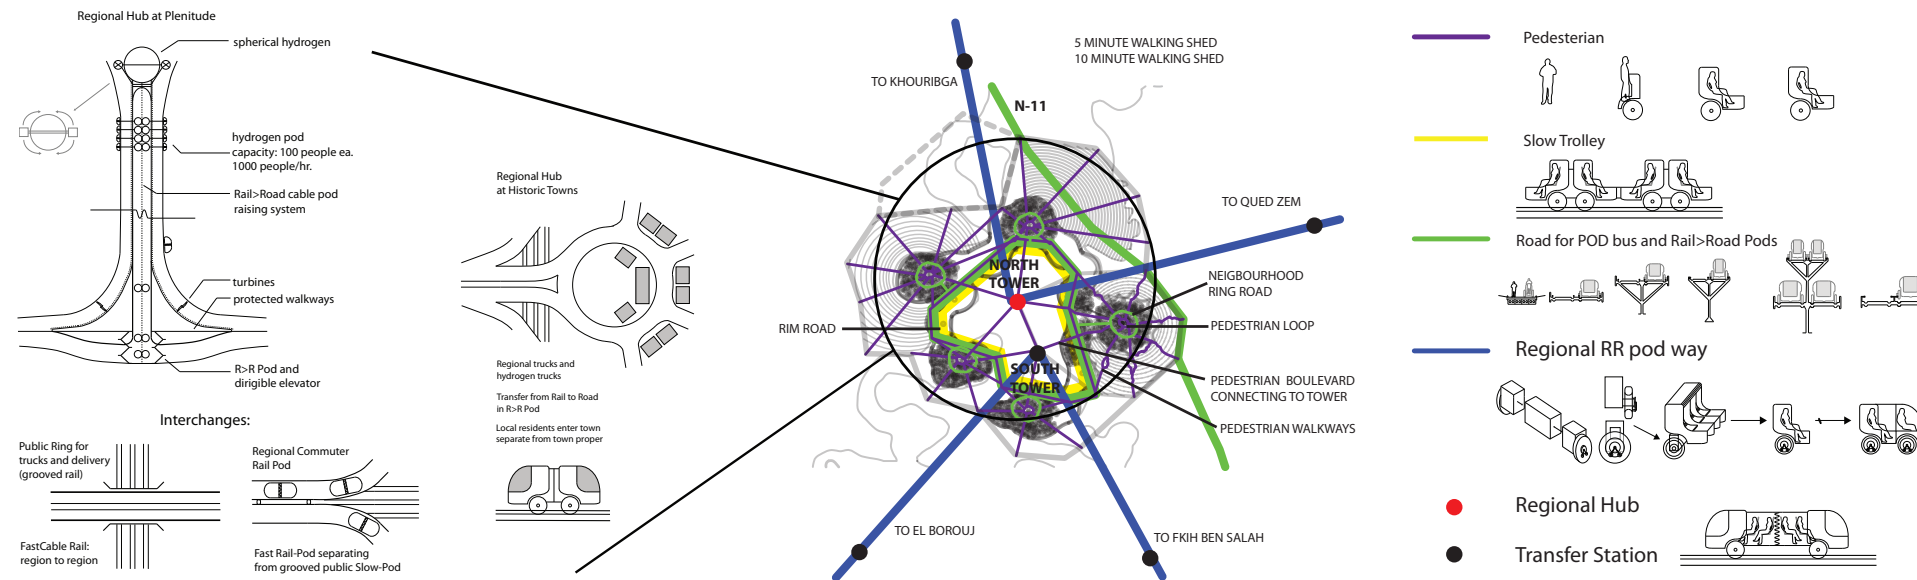 Regional Hub at Plenitude
spherical hydrogen
hydrogen pod
capacity: 100 people ea.
1000 people/hr.
Rail>Road cable pod
raising system
turbines
protected walkways
R>R Pod and
dirigible elevator
Interchanges:
Public Ring for
trucks and delivery
(grooved rail)
FastCable Rail:
region to region
Regional Commuter
Rail Pod
Fast Rail-Pod separating
from grooved public Slow-Pod
Regional Hub
at Historic Towns
Regional trucks and
hydrogen trucks
Transfer from Rail to Road
in R>R Pod
Local residents enter town
separate from town proper
5 MINUTE WALKING SHED
10 MINUTE WALKING SHED
TO KHOURIBGA
N-11
TO QUED ZEM
NORTH
TOWER
NEIGBOURHOOD
RING ROAD
RIM ROAD
PEDESTRIAN LOOP
SOUTH
TOWER
PEDESTRIAN BOULEVARD
CONNECTING TO TOWER
PEDESTRIAN WALKWAYS
TO EL BOROUJ
TO FKIH BEN SALAH
Pedesterian
Slow Trolley
Road for POD bus and Rail>Road Pods
Regional RR pod way
Regional Hub
Transfer Station